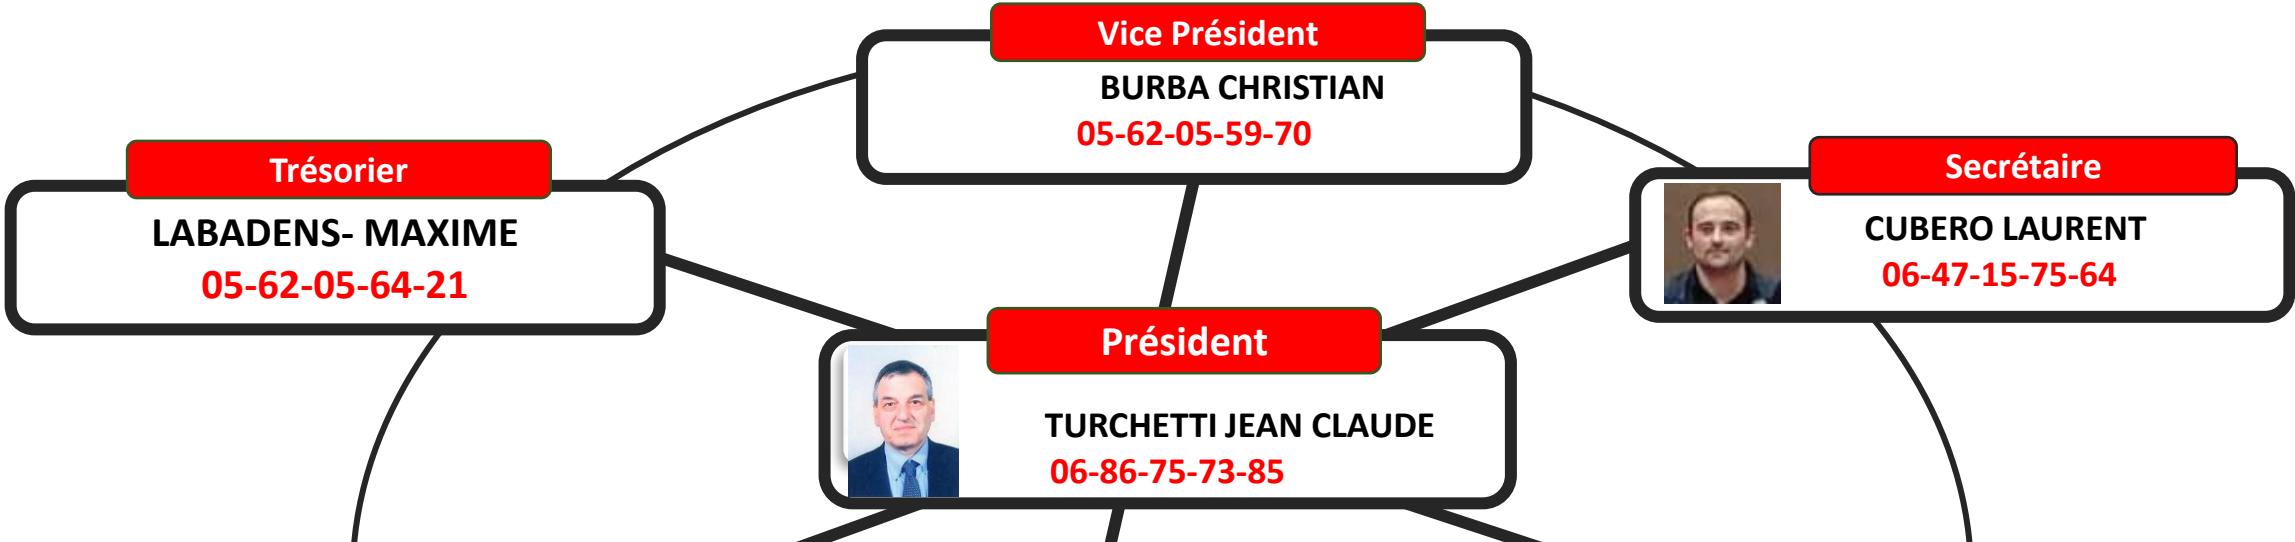 Vice Président
BURBA CHRISTIAN
05-62-05-59-70
Trésorier
LABADENS- MAXIME
05-62-05-64-21
Secrétaire
CUBERO LAURENT
06-47-15-75-64
Président
TURCHETTI JEAN CLAUDE
06-86-75-73-85